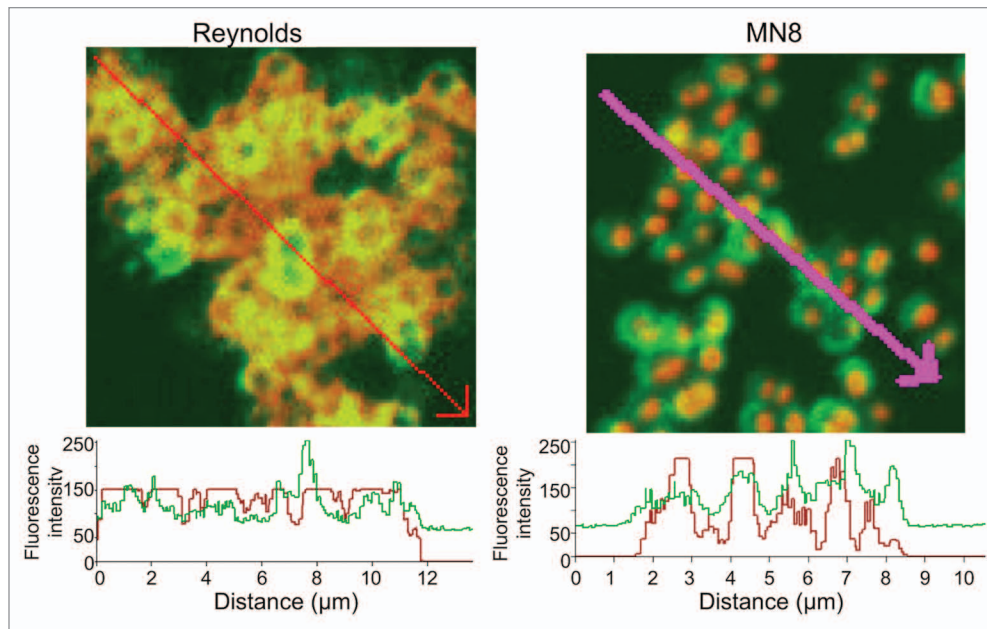 Reynolds
MN8
Fluorescence
intensity
250
150
50
0
0 2 4 6 8 10 12
Distance (µm)
Fluorescence
intensity
250
150
50
0
0 1 2 3 4 5 6 7 8 9 10
Distance (µm)